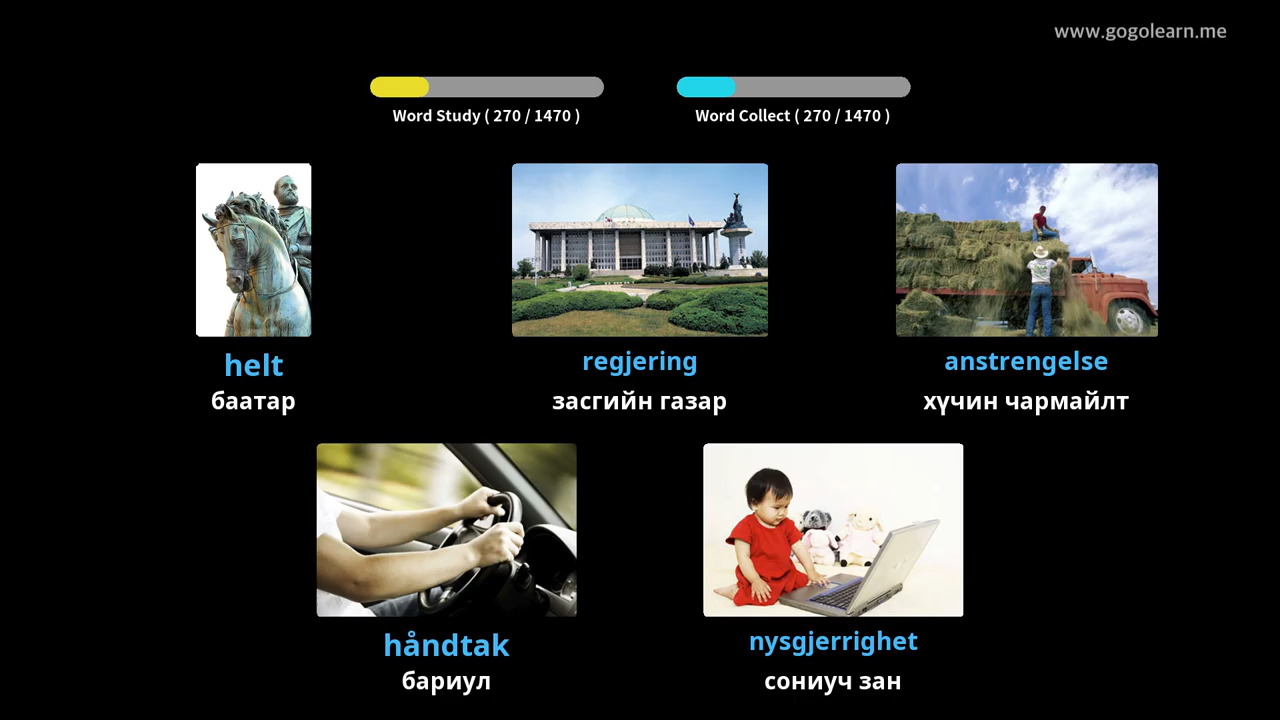 www.gogolearn.me
Word Study ( 270 / 1470 )
Word Collect ( 270 / 1470 )
helt
баатар
regjering
засгийн газар
anstrengelse
хүчин чармайлт
håndtak
бариул
nysgjerrighet
сониуч зан